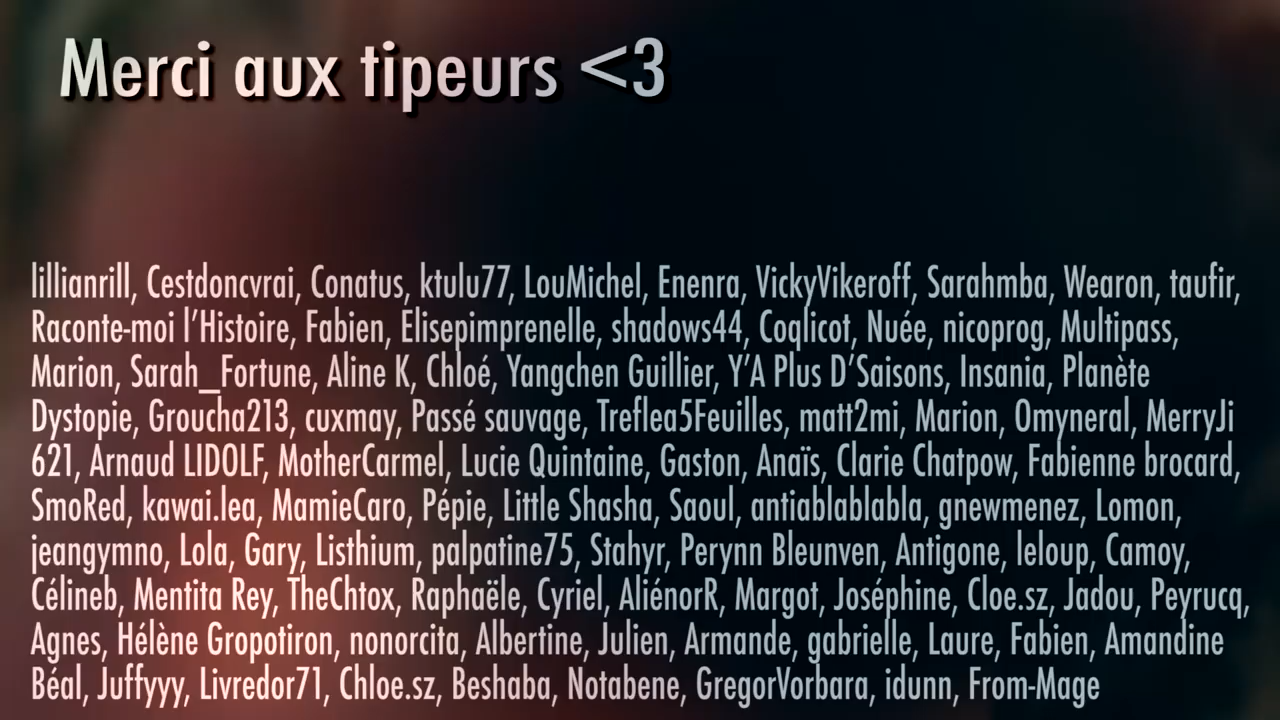 Merci aux tipeurs <3
lillianrill, Cestdoncvrai, Conatus, ktulu77, LouMichel, Enenra, VickyVikeroff, Sarahmba, Wearon, taufir,
Raconte-moi l’Histoire, Fabien, Elisepimprenelle, shadows44, Coqlicot, Nuée, nicoprog, Multipass,
Marion, Sarah_Fortune, Aline K, Chloé, Yangchen Guillier, Y’A Plus D’Saisons, Insania, Planète
Dystopie, Groucha213, cuxmay, Passé sauvage, Treflea5Feuilles, matt2mi, Marion, Omyneral, MerryJi
621, Arnaud LIDOLF, MotherCarmel, Lucie Quintaine, Gaston, Anaïs, Clarie Chatpow, Fabienne brocard,
SmoRed, kawai.lea, MamieCaro, Pépie, Little Shasha, Saoul, antiablablabla, gnewmenez, Lomon,
jeangymno, Lola, Gary, Listhium, palpatine75, Stahyr, Perynn Bleunven, Antigone, leloup, Camoy,
Célineb, Mentita Rey, TheChtox, Raphaële, Cyriel, AliénorR, Margot, Joséphine, Cloe.sz, Jadou, Peyrucq,
Agnes, Hélène Gropotiron, nonorcita, Albertine, Julien, Armande, gabrielle, Laure, Fabien, Amandine
Béal, Juffyyy, Livredor71, Chloe.sz, Beshaba, Notabene, GregorVorbara, idunn, From-Mage